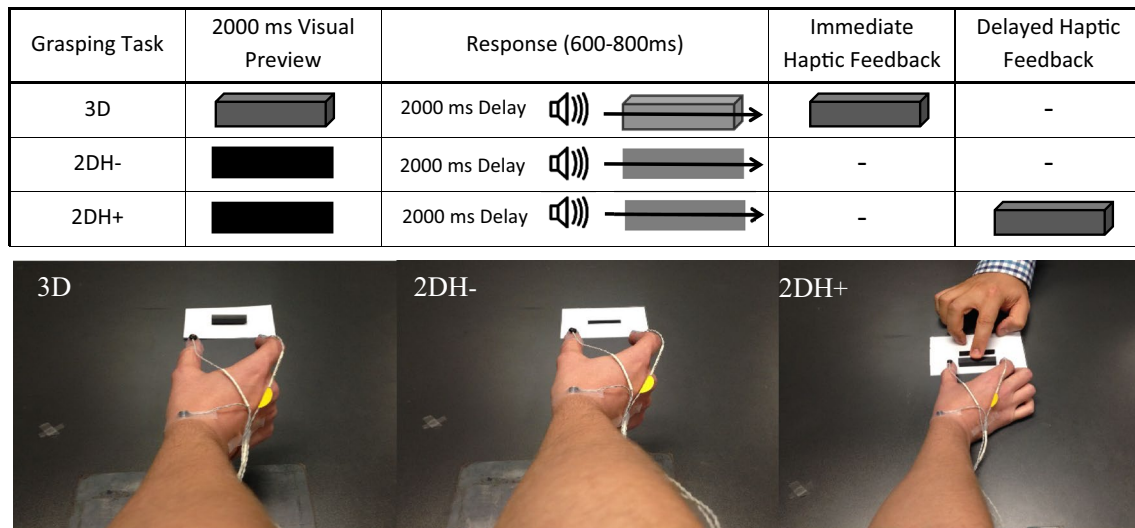 Grasping Task
2000 ms Visual
Preview
Response (600-800ms)
Immediate
Haptic Feedback
Delayed Haptic
Feedback
3D
2000 ms Delay
-
2DH-
2000 ms Delay
-
-
2DH+
2000 ms Delay
-
3D
2DH-
2DH+